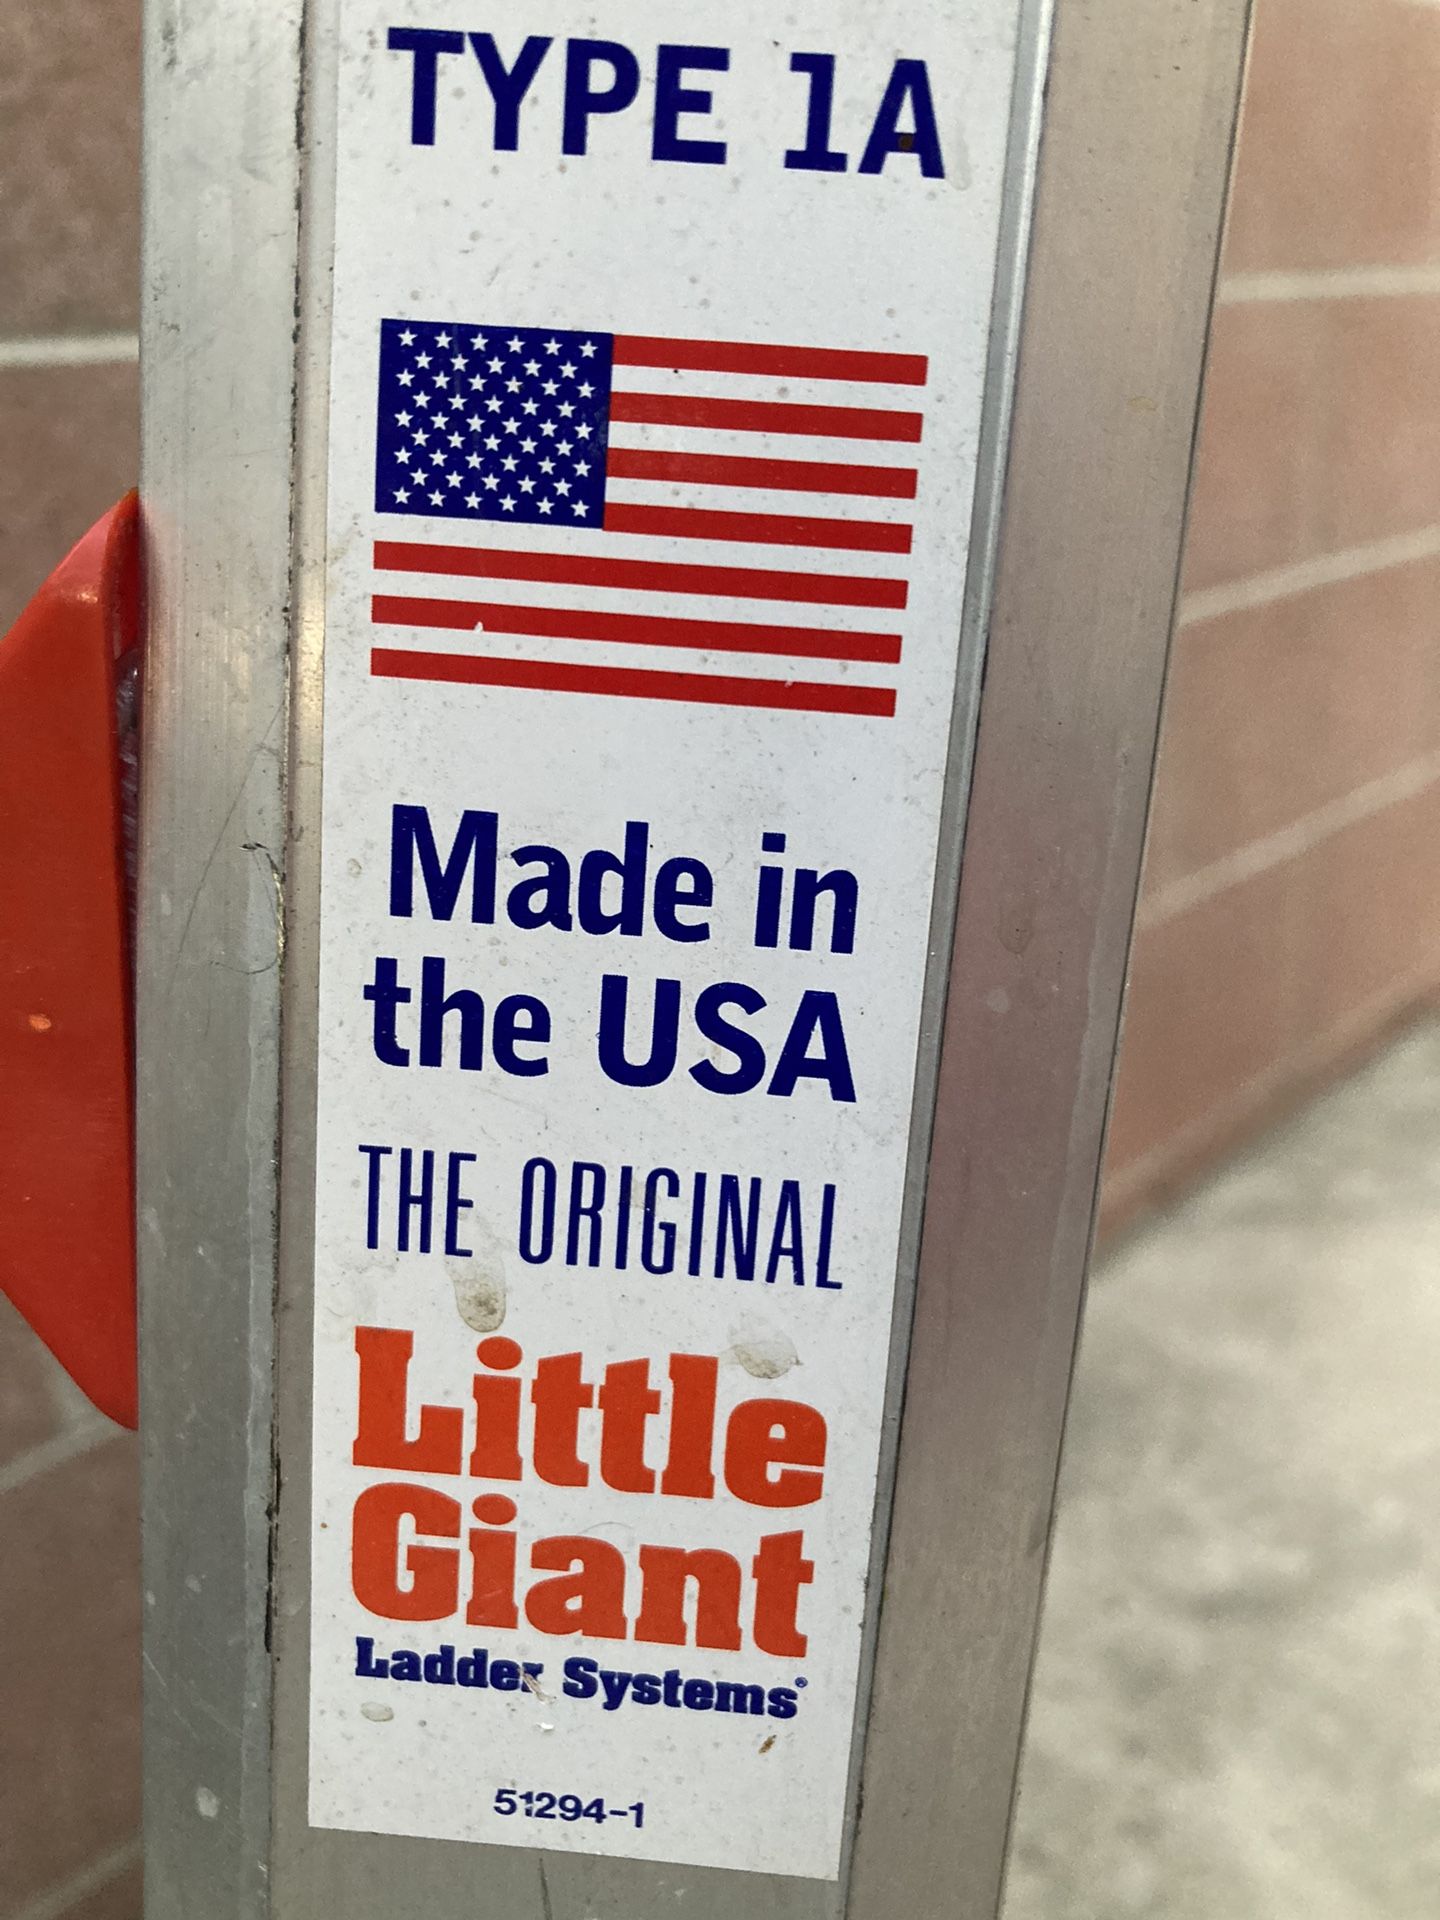 TYPE 1A
Made in
the USA
THE ORIGINAL
Little
Giant
Ladder Systems®
51294-1